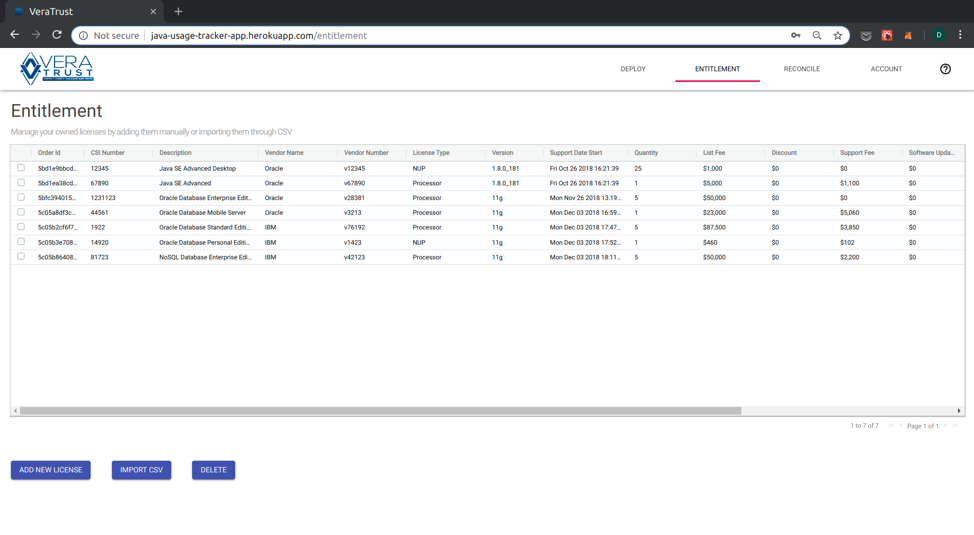 VeraTrust
Not secure java-usage-tracker-app.herokuapp.com/entitlement
D
VERA
TRUST
DEPLOY ENTITLEMENT RECONCILE ACCOUNT
Entitlement
Manage your owned licenses by adding them manually or importing them through CSV
Order Id CSI Number Description Vendor Name Vendor Number License Type Version Support Date Start Quantity List Fee Discount Support Fee Software Upda...
5bd1e9bbcd... 12345 Java SE Advanced Desktop Oracle v12345 NUP 1.8.0_181 Fri Oct 26 2018 16:21:39 25 $1,000 $0 $0 $0
5bd1ea38cd... 67890 Java SE Advanced Oracle v67890 Processor 1.8.0_181 Fri Oct 26 2018 16:21:39 1 $5,000 $0 $1,100 $0
5bfc394015... 1231123 Oracle Database Enterprise Edit... Oracle v28381 Processor 11g Mon Nov 26 2018 13:19... 5 $50,000 $0 $0 $0
5c05a8df3c... 44561 Oracle Database Mobile Server Oracle v3213 Processor 11g Mon Dec 03 2018 16:59... 1 $23,000 $0 $5,060 $0
5c05b2cf6f7... 1922 Oracle Database Standard Editi... IBM v76192 Processor 11g Mon Dec 03 2018 17:47... 5 $87,500 $0 $3,850 $0
5c05b3e708... 14920 Oracle Database Personal Editi... IBM v1423 NUP 11g Mon Dec 03 2018 17:52... 1 $460 $0 $102 $0
5c05b86408... 81723 NoSQL Database Enterprise Edi... IBM v42123 Processor 11g Mon Dec 03 2018 18:11... 5 $50,000 $0 $2,200 $0
1 to 7 of 7 Page 1 of 1
ADD NEW LICENSE IMPORT CSV DELETE